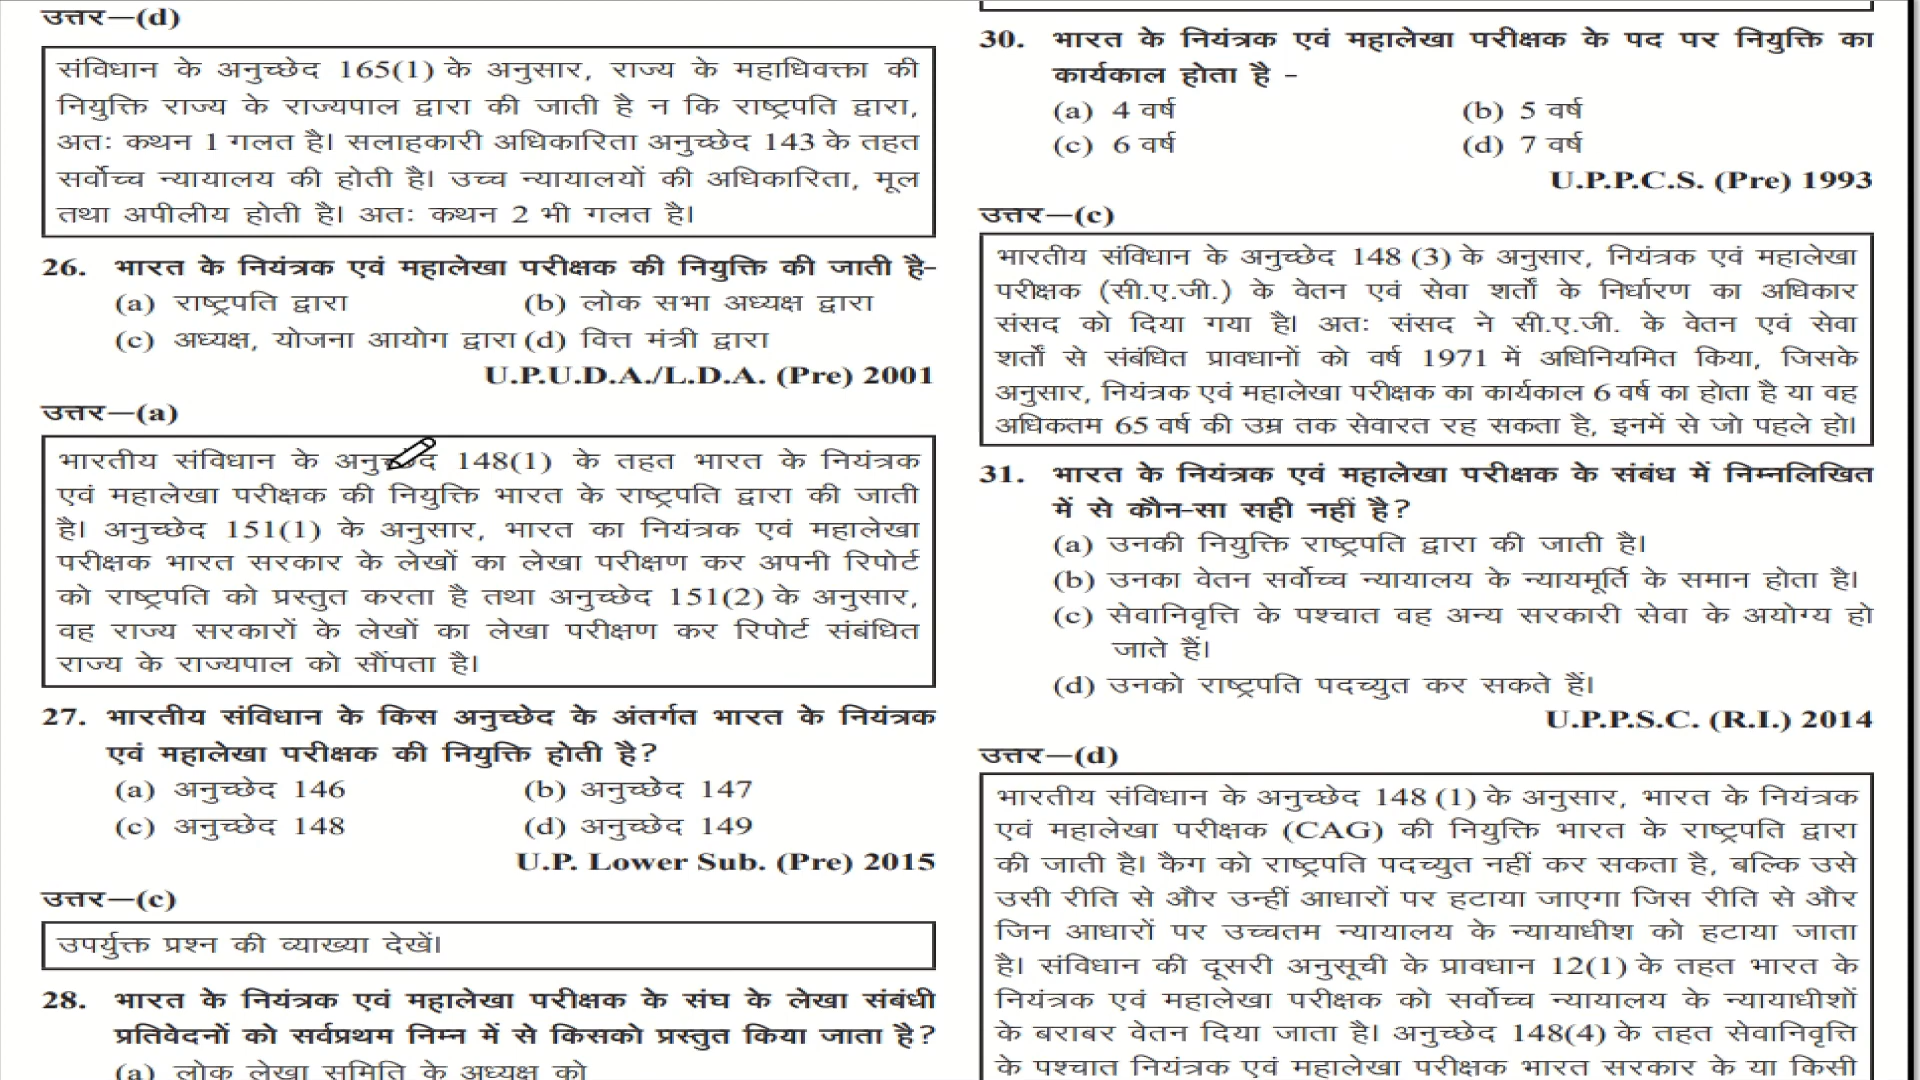 उत्तर—(d)
संविधान के अनुच्छेद 165(1) के अनुसार, राज्य के महाधिवक्ता की
नियुक्ति राज्य के राज्यपाल द्वारा की जाती है न कि राष्ट्रपति द्वारा,
अतः कथन 1 गलत है। सलाहकारी अधिकारिता अनुच्छेद 143 के तहत
सर्वोच्च न्यायालय की होती है। उच्च न्यायालयों की अधिकारिता, मूल
तथा अपीलीय होती है। अतः कथन 2 भी गलत है।
26. भारत के नियंत्रक एवं महालेखा परीक्षक की नियुक्ति की जाती है-
(a) राष्ट्रपति द्वारा (b) लोक सभा अध्यक्ष द्वारा
(c) अध्यक्ष, योजना आयोग द्वारा (d) वित्त मंत्री द्वारा
U.P.U.D.A./L.D.A. (Pre) 2001
उत्तर—(a)
भारतीय संविधान के अनुच्छेद 148(1) के तहत भारत के नियंत्रक
एवं महालेखा परीक्षक की नियुक्ति भारत के राष्ट्रपति द्वारा की जाती
है। अनुच्छेद 151(1) के अनुसार, भारत का नियंत्रक एवं महालेखा
परीक्षक भारत सरकार के लेखों का लेखा परीक्षण कर अपनी रिपोर्ट
को राष्ट्रपति को प्रस्तुत करता है तथा अनुच्छेद 151(2) के अनुसार,
वह राज्य सरकारों के लेखों का लेखा परीक्षण कर रिपोर्ट संबंधित
राज्य के राज्यपाल को सौंपता है।
27. भारतीय संविधान के किस अनुच्छेद के अंतर्गत भारत के नियंत्रक
एवं महालेखा परीक्षक की नियुक्ति होती है?
(a) अनुच्छेद 146 (b) अनुच्छेद 147
(c) अनुच्छेद 148 (d) अनुच्छेद 149
U.P. Lower Sub. (Pre) 2015
उत्तर—(c)
उपर्युक्त प्रश्न की व्याख्या देखें।
28. भारत के नियंत्रक एवं महालेखा परीक्षक के संघ के लेखा संबंधी
प्रतिवेदनों को सर्वप्रथम निम्न में से किसको प्रस्तुत किया जाता है?
(a) लोक लेखा समिति के अध्यक्ष को
30. भारत के नियंत्रक एवं महालेखा परीक्षक के पद पर नियुक्ति का
कार्यकाल होता है –
(a) 4 वर्ष (b) 5 वर्ष
(c) 6 वर्ष (d) 7 वर्ष
U.P.P.C.S. (Pre) 1993
उत्तर—(c)
भारतीय संविधान के अनुच्छेद 148 (3) के अनुसार, नियंत्रक एवं महालेखा
परीक्षक (सी.ए.जी.) के वेतन एवं सेवा शर्तों के निर्धारण का अधिकार
संसद को दिया गया है। अतः संसद ने सी.ए.जी. के वेतन एवं सेवा
शर्तों से संबंधित प्रावधानों को वर्ष 1971 में अधिनियमित किया, जिसके
अनुसार, नियंत्रक एवं महालेखा परीक्षक का कार्यकाल 6 वर्ष का होता है या वह
अधिकतम 65 वर्ष की उम्र तक सेवारत रह सकता है, इनमें से जो पहले हो।
31. भारत के नियंत्रक एवं महालेखा परीक्षक के संबंध में निम्नलिखित
में से कौन-सा सही नहीं है?
(a) उनकी नियुक्ति राष्ट्रपति द्वारा की जाती है।
(b) उनका वेतन सर्वोच्च न्यायालय के न्यायमूर्ति के समान होता है।
(c) सेवानिवृत्ति के पश्चात वह अन्य सरकारी सेवा के अयोग्य हो
जाते हैं।
(d) उनको राष्ट्रपति पदच्युत कर सकते हैं।
U.P.P.S.C. (R.I.) 2014
उत्तर—(d)
भारतीय संविधान के अनुच्छेद 148 (1) के अनुसार, भारत के नियंत्रक
एवं महालेखा परीक्षक (CAG) की नियुक्ति भारत के राष्ट्रपति द्वारा
की जाती है। कैग को राष्ट्रपति पदच्युत नहीं कर सकता है, बल्कि उसे
उसी रीति से और उन्हीं आधारों पर हटाया जाएगा जिस रीति से और
जिन आधारों पर उच्चतम न्यायालय के न्यायाधीश को हटाया जाता
है। संविधान की दूसरी अनुसूची के प्रावधान 12(1) के तहत भारत के
नियंत्रक एवं महालेखा परीक्षक को सर्वोच्च न्यायालय के न्यायाधीशों
के बराबर वेतन दिया जाता है। अनुच्छेद 148(4) के तहत सेवानिवृत्ति
के पश्चात नियंत्रक एवं महालेखा परीक्षक भारत सरकार के या किसी